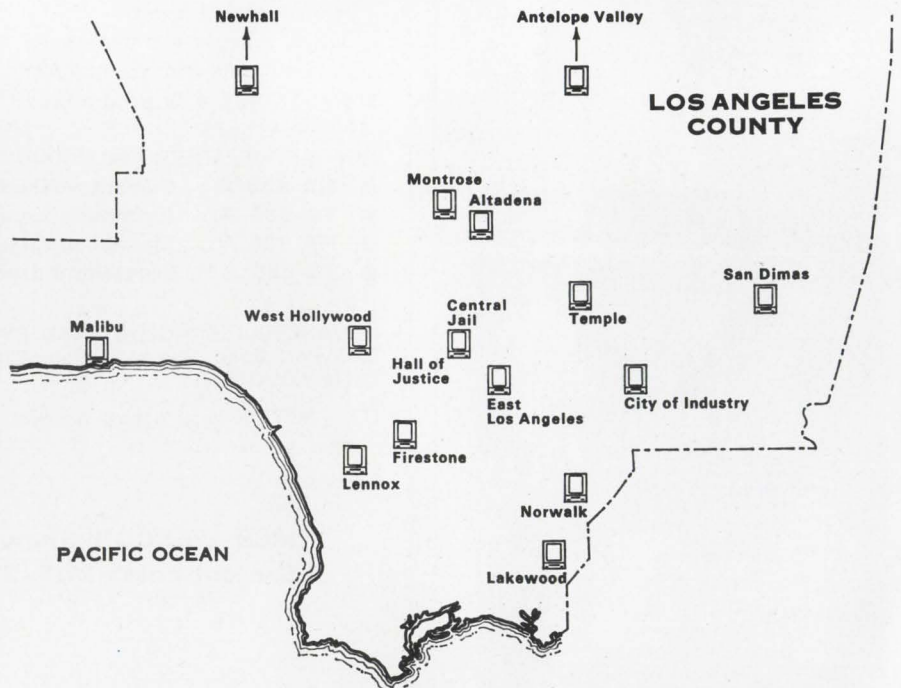 Newhall
Antelope Valley
LOS ANGELES
COUNTY
Montrose
Altadena
San Dimas
Temple
West Hollywood
Central
Jail
Malibu
Hall of
Justice
East
Los Angeles
City of Industry
Firestone
Lennox
Norwalk
PACIFIC OCEAN
Lakewood